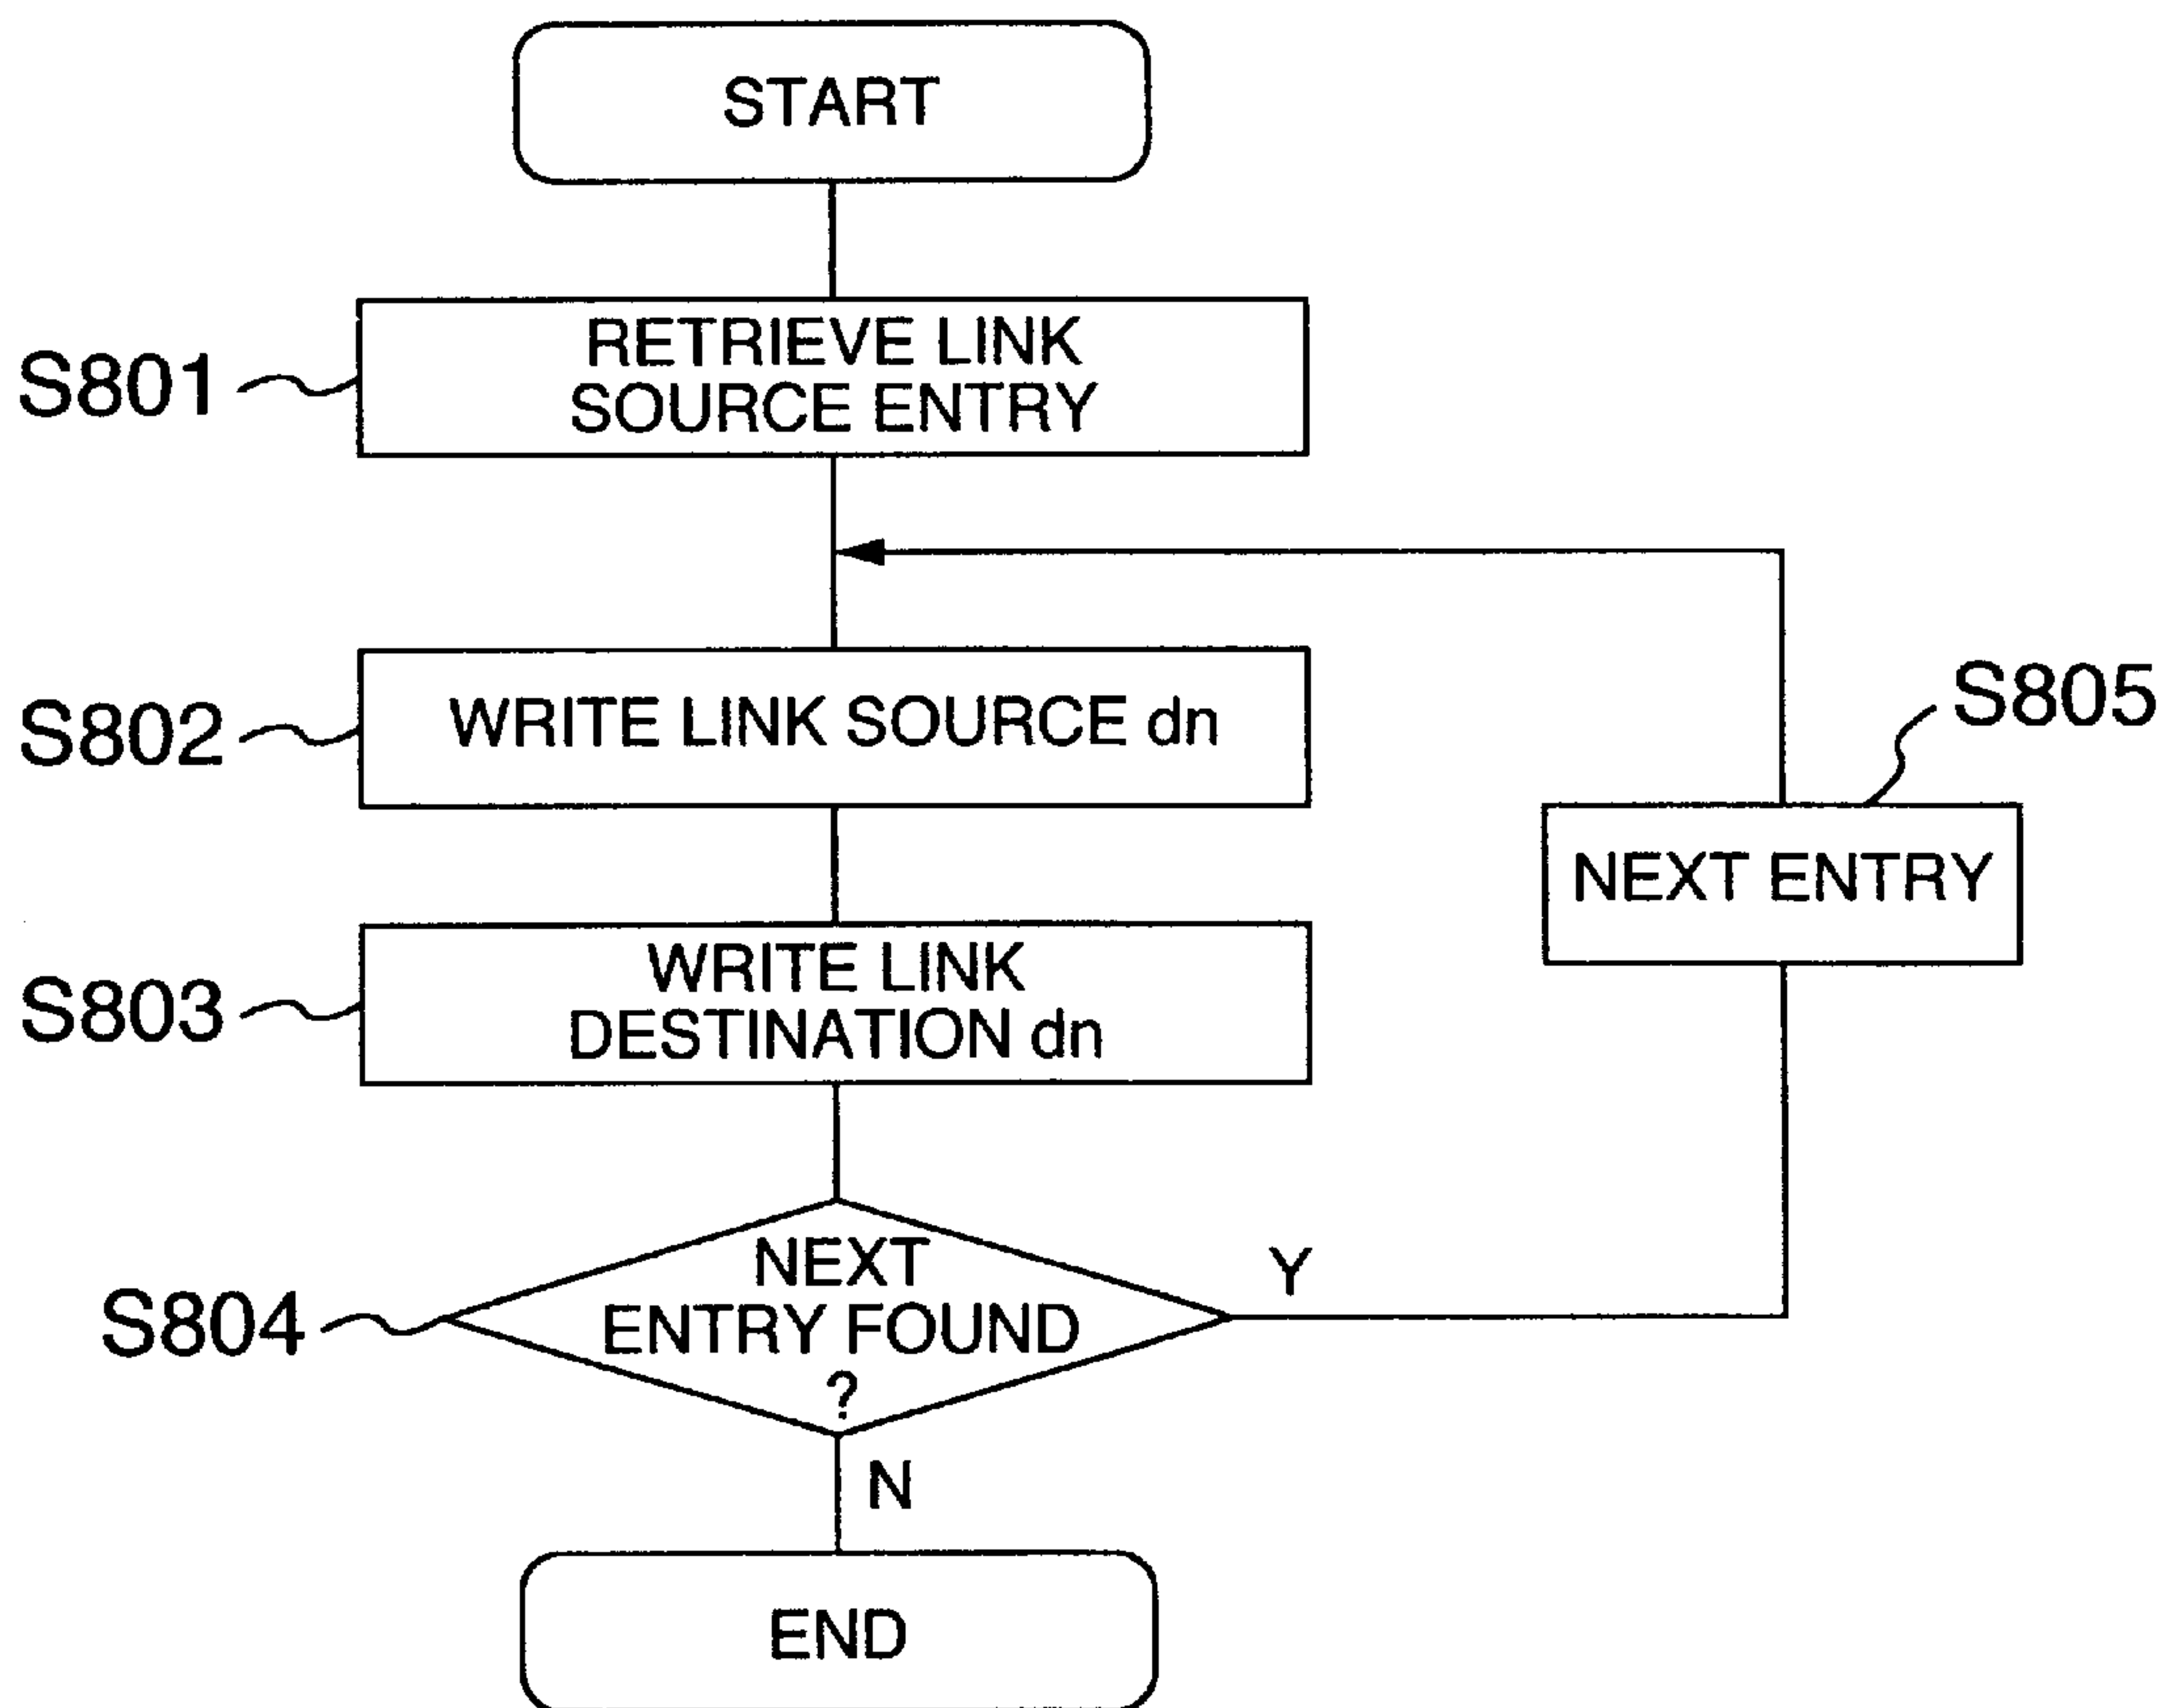 START
S801
RETRIEVE LINK
SOURCE ENTRY
S802
WRITE LINK SOURCE dn
S805
NEXT ENTRY
S803
WRITE LINK
DESTINATION dn
S804
NEXT
ENTRY FOUND
?
Y
N
END